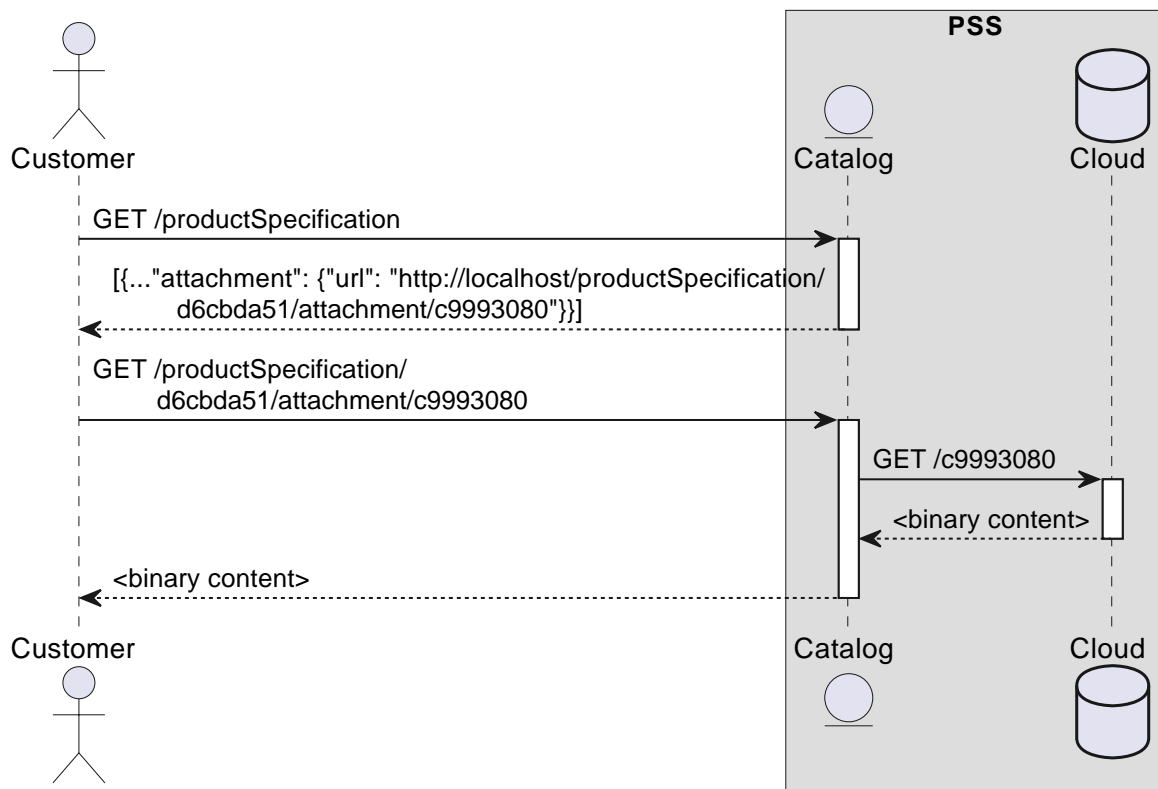 PSS
Customer
Catalog
Cloud
GET /productSpecification
[{..."attachment": {"url": "http://localhost/productSpecification/
d6cbda51/attachment/c9993080"}}]
GET /productSpecification/
d6cbda51/attachment/c9993080
GET /c9993080
<binary content>
<binary content>
Customer
Catalog
Cloud